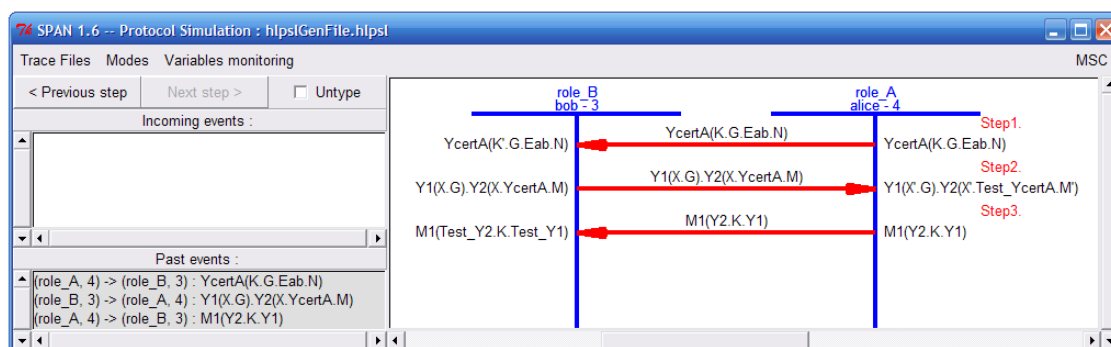 SPAN 1.6 -- Protocol Simulation : hlpslGenFile.hlpsl
Trace Files Modes Variables monitoring MSC
< Previous step Next step > Untype
Incoming events :
Past events :
(role_A, 4) -> (role_B, 3) : YcertA(K.G.Eab.N)
(role_B, 3) -> (role_A, 4) : Y1(X.G).Y2(X.YcertA.M)
(role_A, 4) -> (role_B, 3) : M1(Y2.K.Y1)
role_B role_A
bob - 3 alice - 4
Step1.
YcertA(K'.G.Eab.N) YcertA(K.G.Eab.N) YcertA(K.G.Eab.N)
Step2.
Y1(X.G).Y2(X.YcertA.M) Y1(X.G).Y2(X.YcertA.M) Y1(X'.G).Y2(X'.Test_YcertA.M')
Step3.
M1(Test_Y2.K.Test_Y1) M1(Y2.K.Y1) M1(Y2.K.Y1)